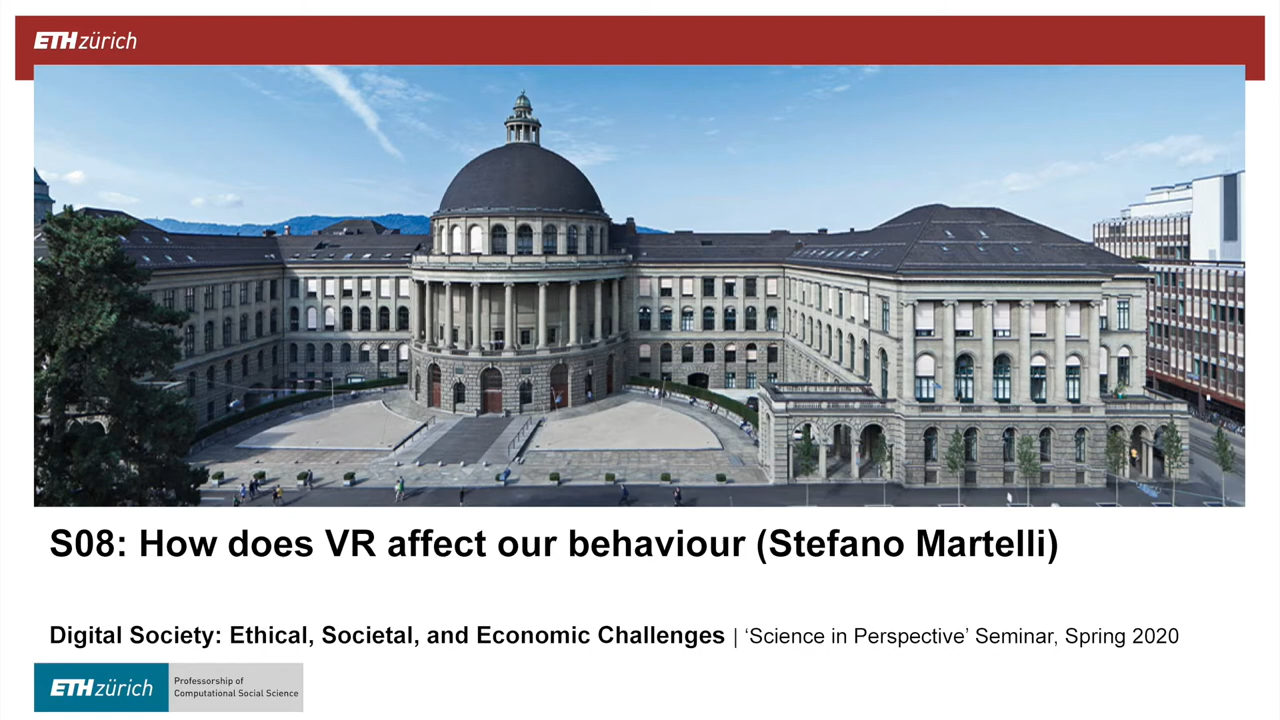 ETH zürich
S08: How does VR affect our behaviour (Stefano Martelli)
Digital Society: Ethical, Societal, and Economic Challenges | ‘Science in Perspective’ Seminar, Spring 2020
ETH zürich
Professorship of
Computational Social Science